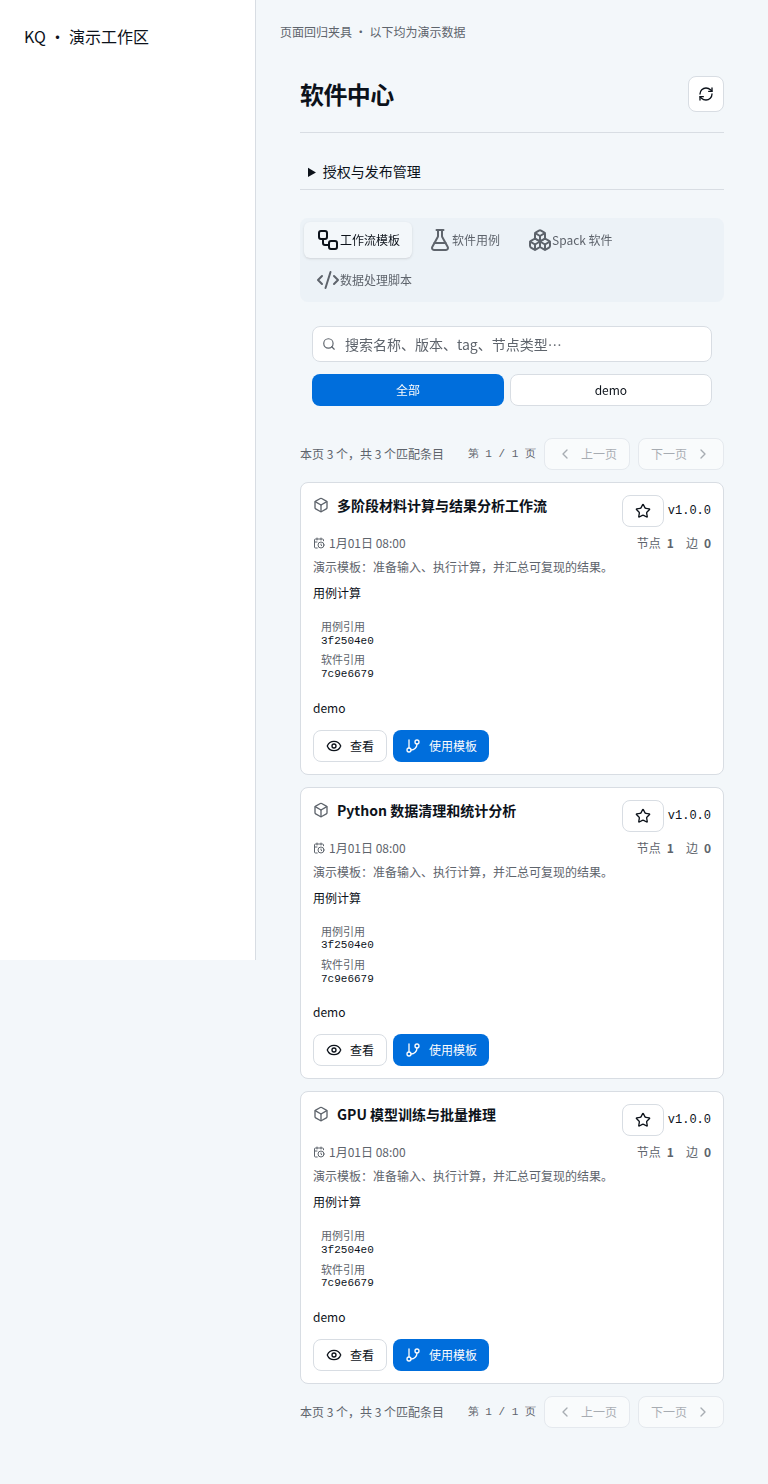 KQ · 演示工作区
页面回归夹具 · 以下均为演示数据
软件中心
授权与发布管理
工作流模板 软件用例 Spack 软件
数据处理脚本
搜索名称、版本、tag、节点类型…
全部 demo
本页 3 个，共 3 个匹配条目 第 1 / 1 页 上一页 下一页
多阶段材料计算与结果分析工作流 v1.0.0
1月01日 08:00 节点 1 边 0
演示模板：准备输入、执行计算，并汇总可复现的结果。
用例计算
用例引用
3f2504e0
软件引用
7c9e6679
demo
查看 使用模板
Python 数据清理和统计分析 v1.0.0
1月01日 08:00 节点 1 边 0
演示模板：准备输入、执行计算，并汇总可复现的结果。
用例计算
用例引用
3f2504e0
软件引用
7c9e6679
demo
查看 使用模板
GPU 模型训练与批量推理 v1.0.0
1月01日 08:00 节点 1 边 0
演示模板：准备输入、执行计算，并汇总可复现的结果。
用例计算
用例引用
3f2504e0
软件引用
7c9e6679
demo
查看 使用模板
本页 3 个，共 3 个匹配条目 第 1 / 1 页 上一页 下一页